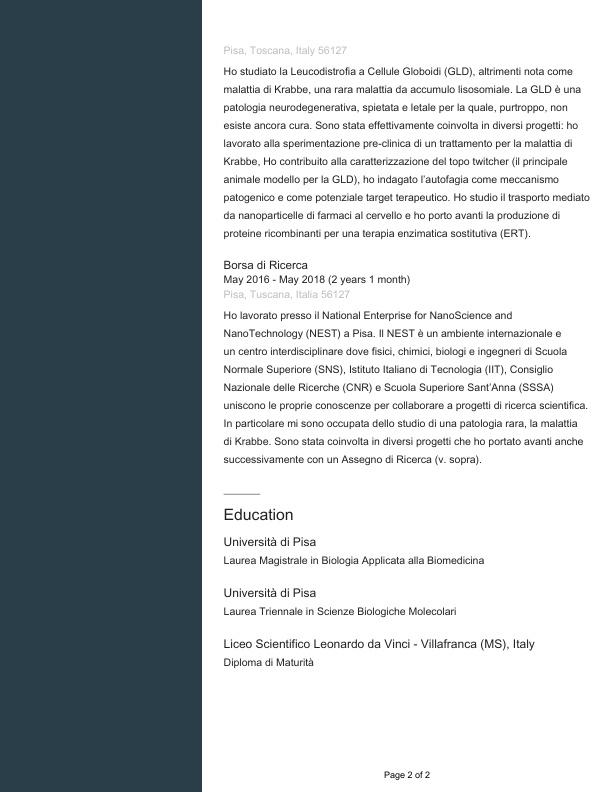 Pisa, Toscana, Italy 56127
Ho studiato la Leucodistrofia a Cellule Globoidi (GLD), altrimenti nota come
malattia di Krabbe, una rara malattia da accumulo lisosomiale. La GLD è una
patologia neurodegenerativa, spietata e letale per la quale, purtroppo, non
esiste ancora cura. Sono stata effettivamente coinvolta in diversi progetti: ho
lavorato alla sperimentazione pre-clinica di un trattamento per la malattia di
Krabbe, Ho contribuito alla caratterizzazione del topo twitcher (il principale
animale modello per la GLD), ho indagato l'autofagia come meccanismo
patogenico e come potenziale target terapeutico. Ho studio il trasporto mediato
da nanoparticelle di farmaci al cervello e ho porto avanti la produzione di
proteine ricombinanti per una terapia enzimatica sostitutiva (ERT).
Borsa di Ricerca
May 2016 - May 2018 (2 years 1 month)
Pisa, Tuscana, Italia 56127
Ho lavorato presso il National Enterprise for NanoScience and
NanoTechnology (NEST) a Pisa. Il NEST è un ambiente internazionale e
un centro interdisciplinare dove fisici, chimici, biologi e ingegneri di Scuola
Normale Superiore (SNS), Istituto Italiano di Tecnologia (IIT), Consiglio
Nazionale delle Ricerche (CNR) e Scuola Superiore Sant'Anna (SSSA)
uniscono le proprie conoscenze per collaborare a progetti di ricerca scientifica.
In particolare mi sono occupata dello studio di una patologia rara, la malattia
di Krabbe. Sono stata coinvolta in diversi progetti che ho portato avanti anche
successivamente con un Assegno di Ricerca (v. sopra).
Education
Università di Pisa
Laurea Magistrale in Biologia Applicata alla Biomedicina
Università di Pisa
Laurea Triennale in Scienze Biologiche Molecolari
Liceo Scientifico Leonardo da Vinci - Villafranca (MS), Italy
Diploma di Maturità
Page 2 of 2